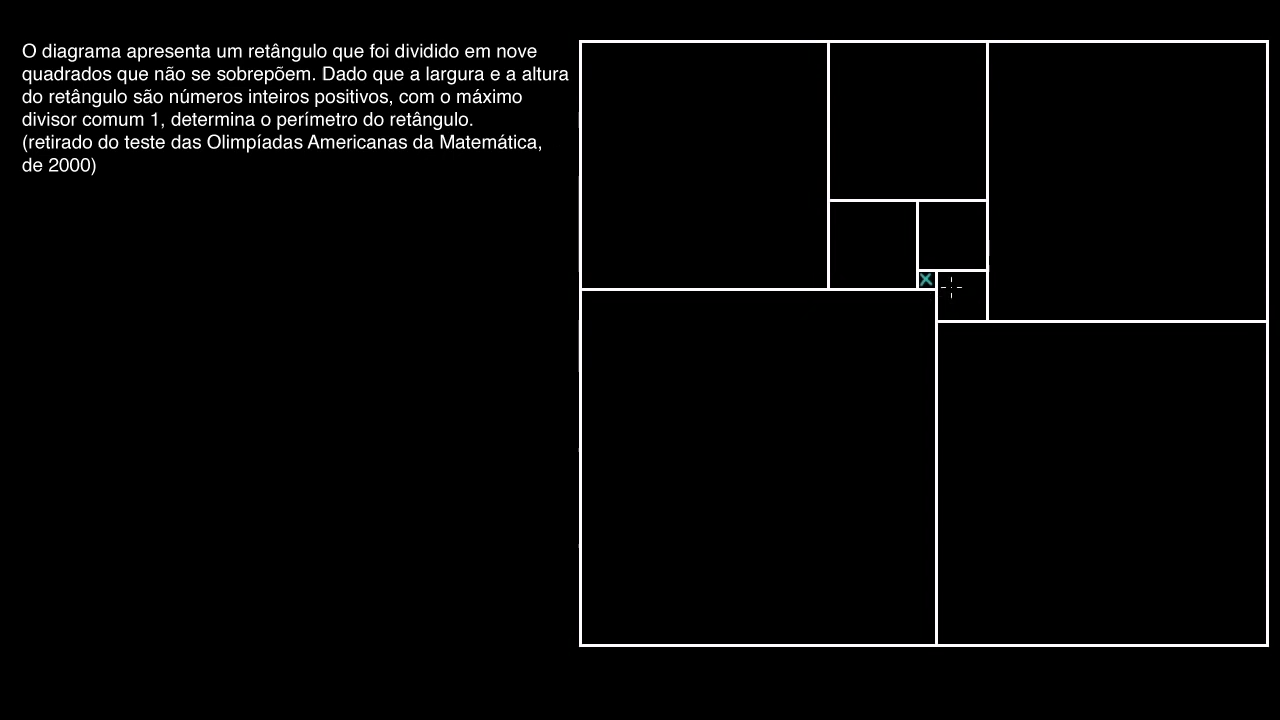 O diagrama apresenta um retângulo que foi dividido em nove
quadrados que não se sobrepõem. Dado que a largura e a altura
do retângulo são números inteiros positivos, com o máximo
divisor comum 1, determina o perímetro do retângulo.
(retirado do teste das Olimpíadas Americanas da Matemática,
de 2000)
x